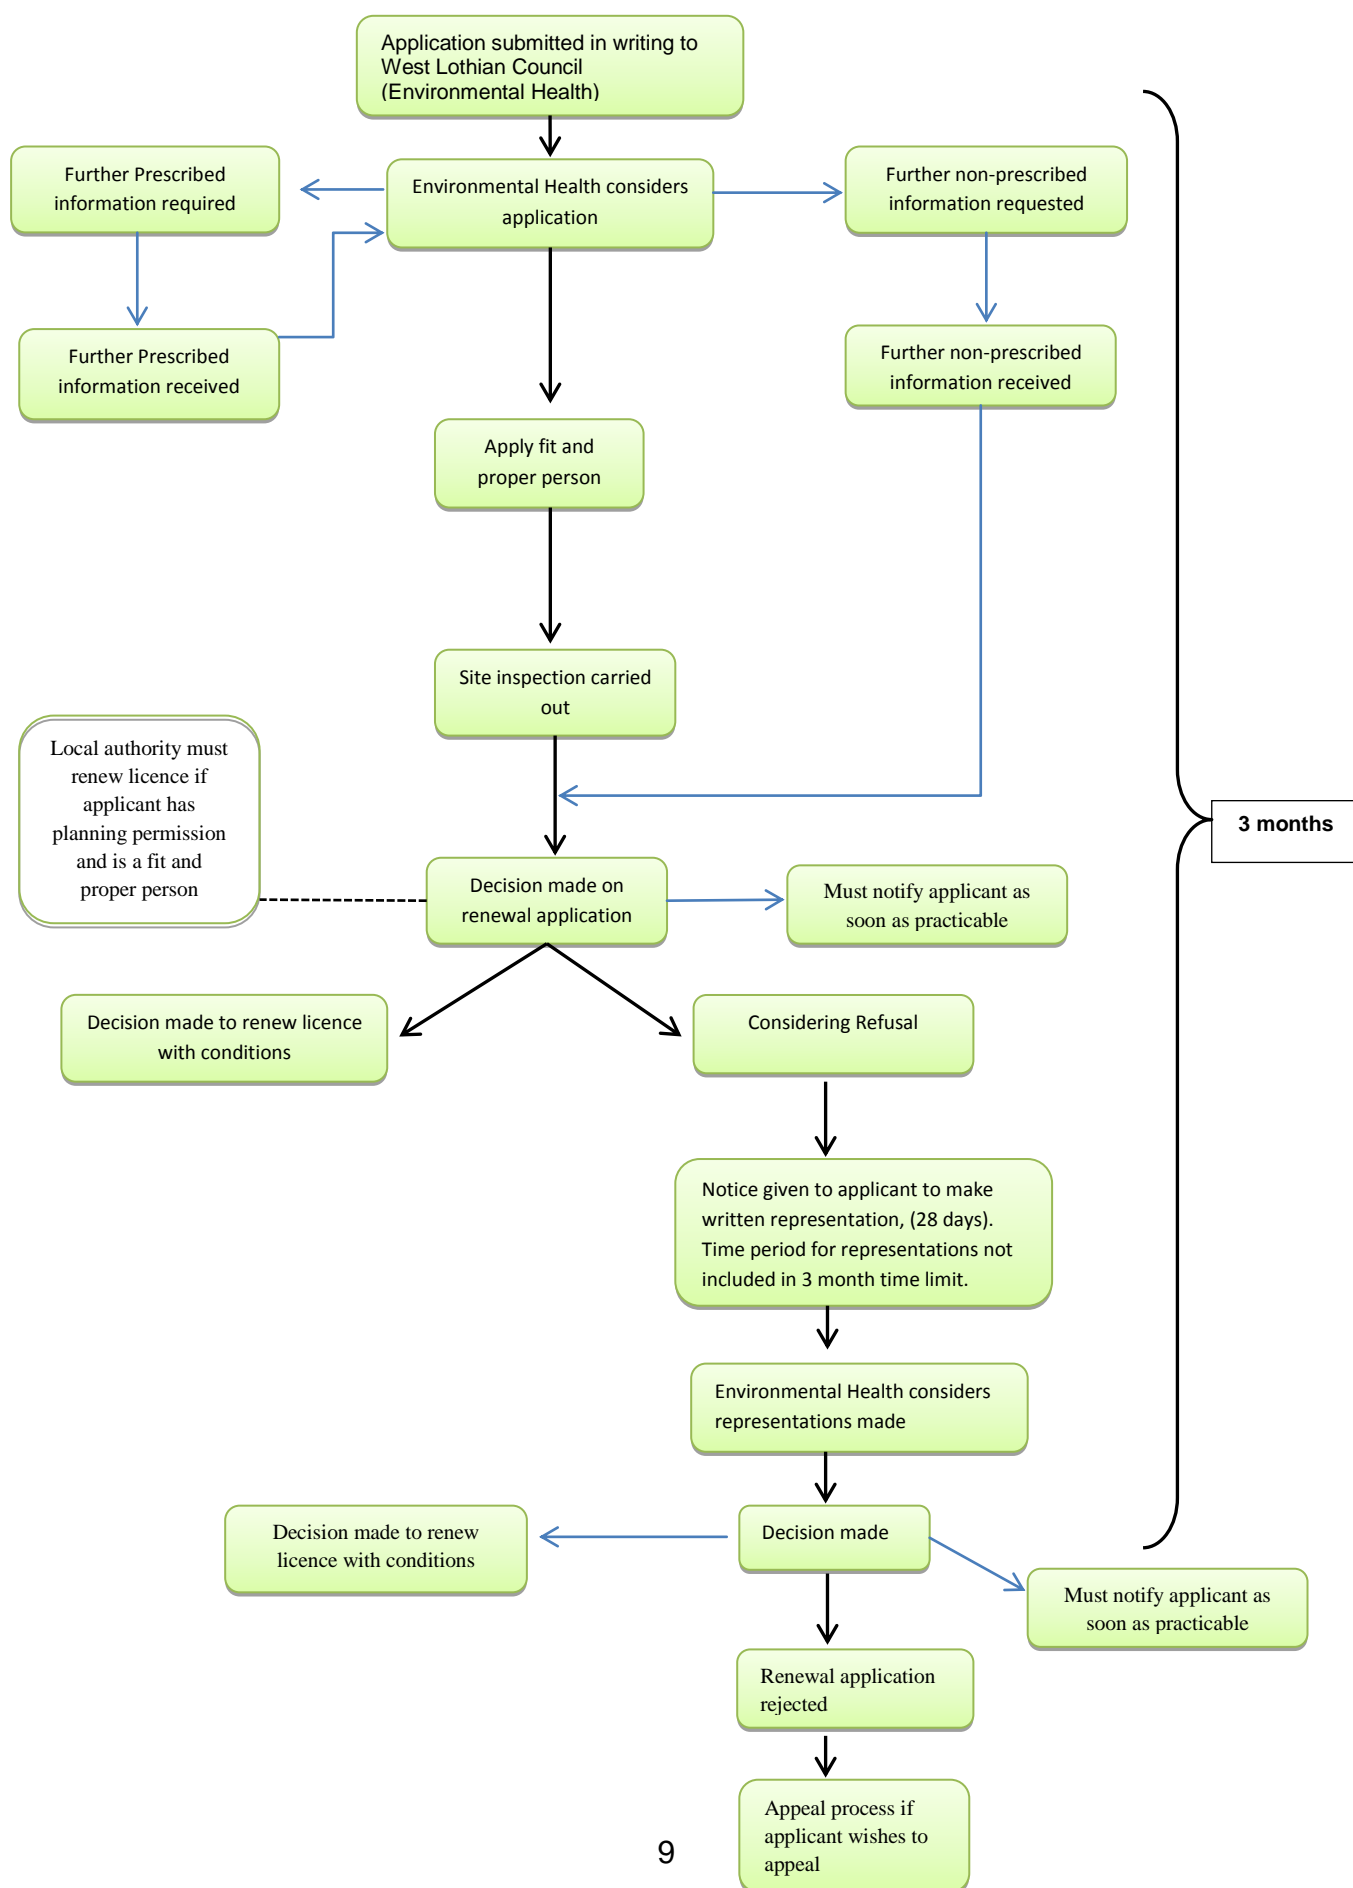 Application submitted in writing to
West Lothian Council
(Environmental Health)
Further Prescribed
information required
Environmental Health considers
application
Further non-prescribed
information requested
Further Prescribed
information received
Further non-prescribed
information received
Apply fit and
proper person
Site inspection carried
out
Local authority must
renew licence if
applicant has
planning permission
and is a fit and
proper person
3 months
Decision made on
renewal application
Must notify applicant as
soon as practicable
Decision made to renew licence
with conditions
Considering Refusal
Notice given to applicant to make
written representation, (28 days).
Time period for representations not
included in 3 month time limit.
Environmental Health considers
representations made
Decision made to renew
licence with conditions
Decision made
Must notify applicant as
soon as practicable
Renewal application
rejected
Appeal process if
applicant wishes to
appeal
9